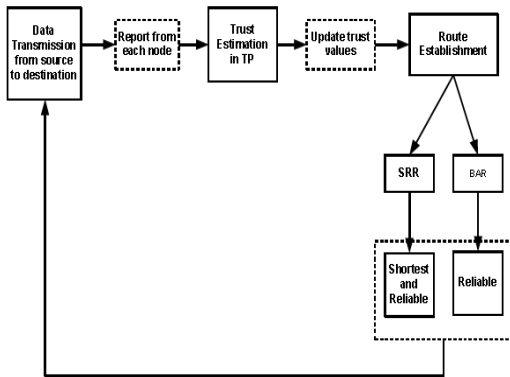 Data
Transmission
from source
to destination
Report from
each node
Trust
Estimation
in TP
Update trust
values
Route
Establishment
SRR
BAR
Shortest
and
Reliable
Reliable